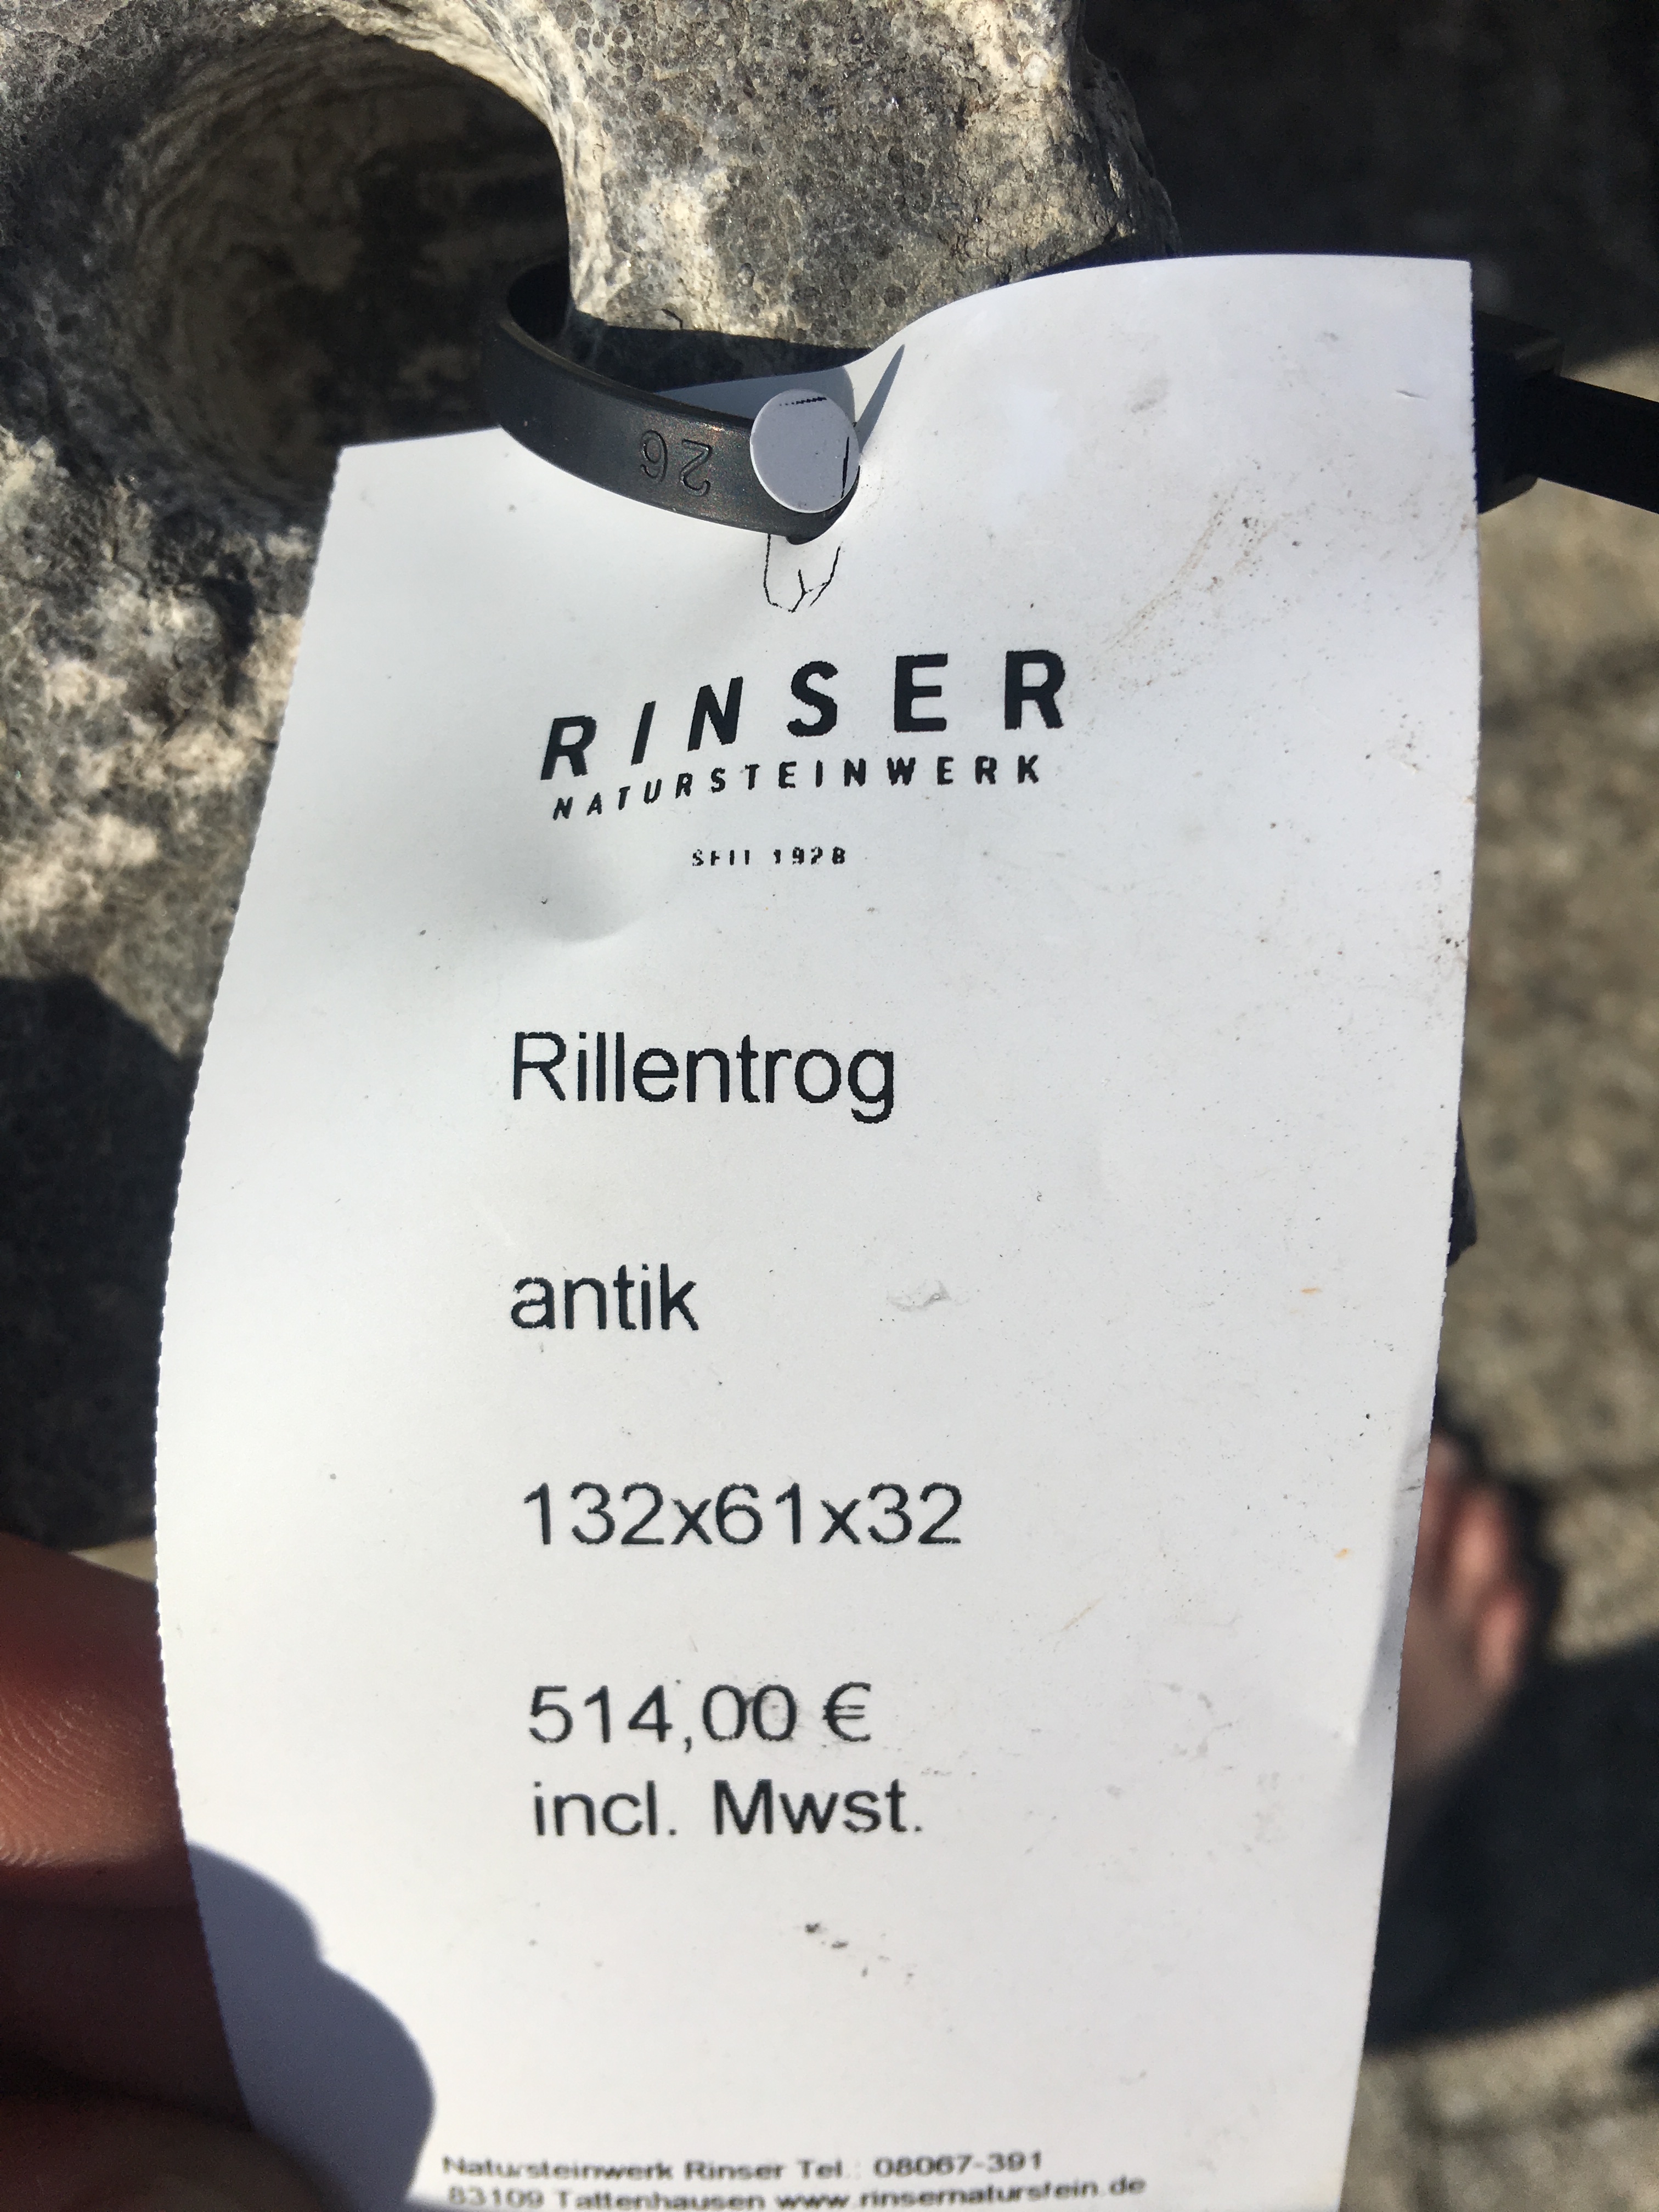 26
RINSER
NATURSTEINWERK
SEIT 1928
Rillentrog
antik
132x61x32
514,00 €
incl. Mwst.
Natursteinwerk Rinser Tel.: 08067-391
83109 Tattenhausen www.rinsernaturstein.de